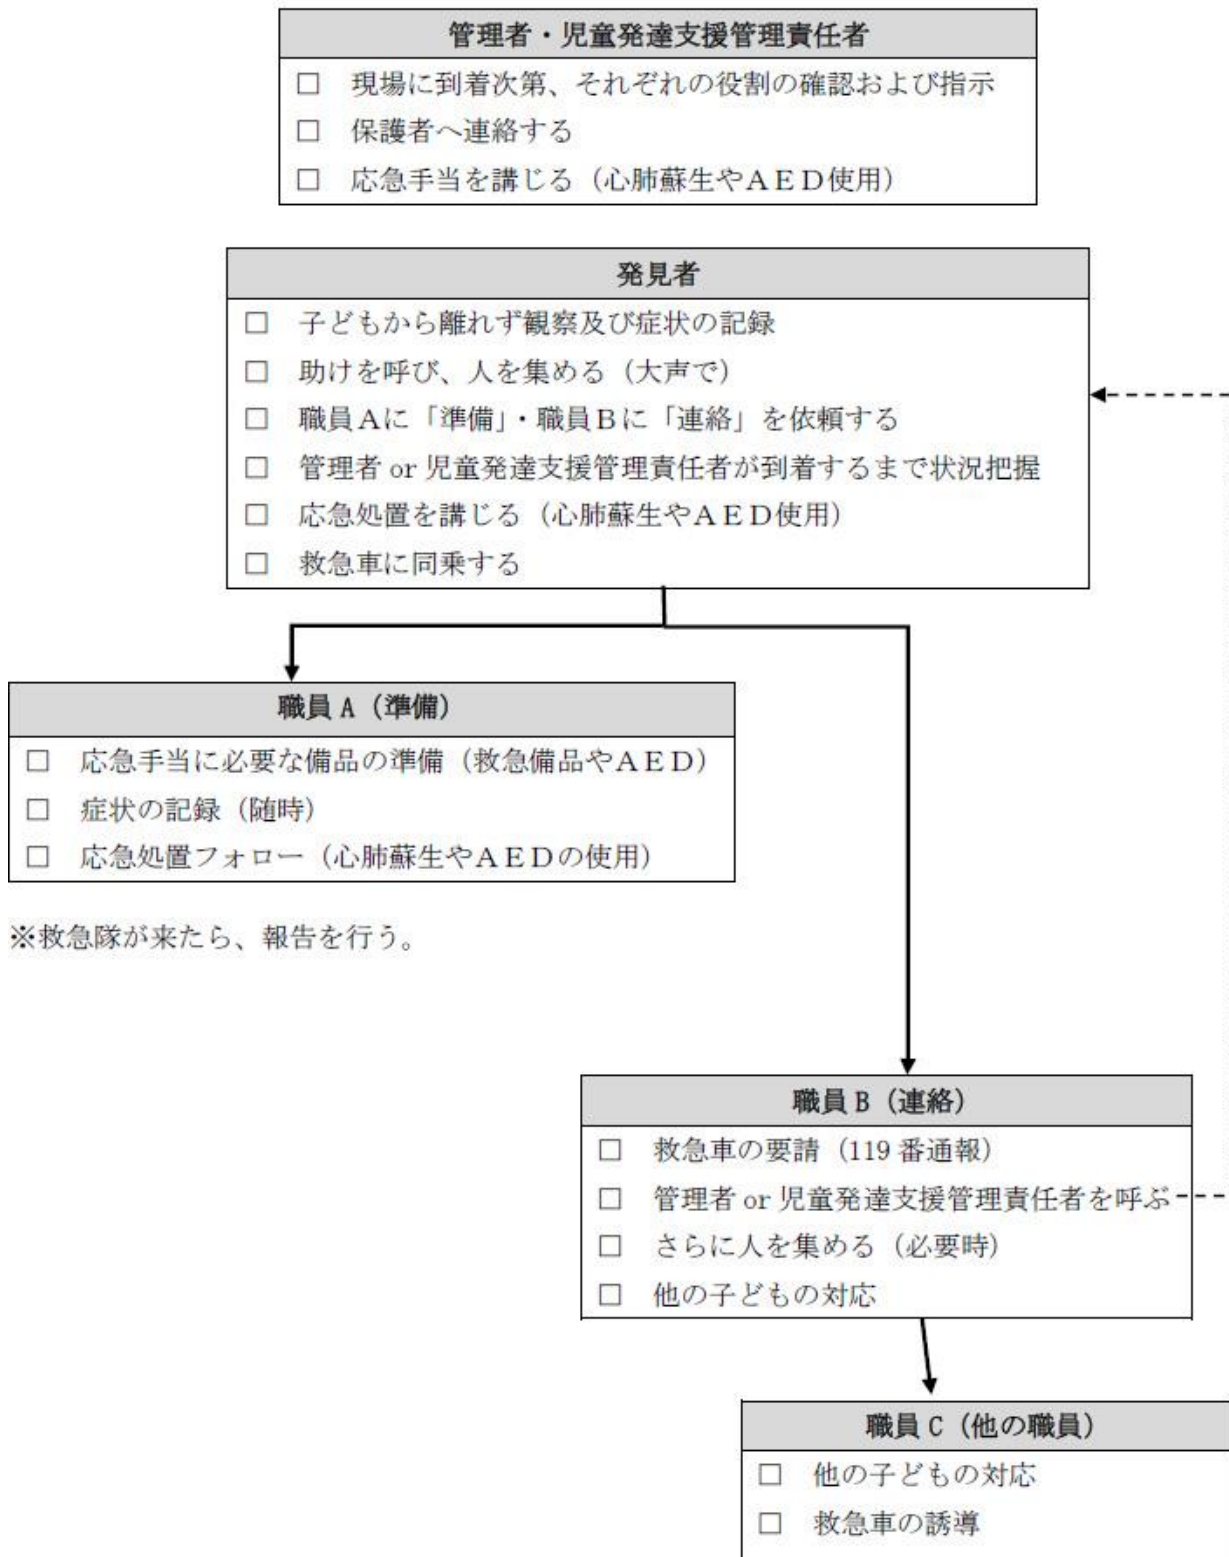 管理者・児童発達支援管理責任者
□ 現場に到着次第、それぞれの役割の確認および指示
□ 保護者へ連絡する
□ 応急手当を講じる（心肺蘇生やＡＥＤ使用）
発見者
□ 子どもから離れず観察及び症状の記録
□ 助けを呼び、人を集める（大声で）
□ 職員Ａに「準備」・職員Ｂに「連絡」を依頼する
□ 管理者 or 児童発達支援管理責任者が到着するまで状況把握
□ 応急処置を講じる（心肺蘇生やＡＥＤ使用）
□ 救急車に同乗する
職員 A（準備）
□ 応急手当に必要な備品の準備（救急備品やＡＥＤ）
□ 症状の記録（随時）
□ 応急処置フォロー（心肺蘇生やＡＥＤの使用）
※救急隊が来たら、報告を行う。
職員 B（連絡）
□ 救急車の要請（119 番通報）
□ 管理者 or 児童発達支援管理責任者を呼ぶ
□ さらに人を集める（必要時）
□ 他の子どもの対応
職員 C（他の職員）
□ 他の子どもの対応
□ 救急車の誘導